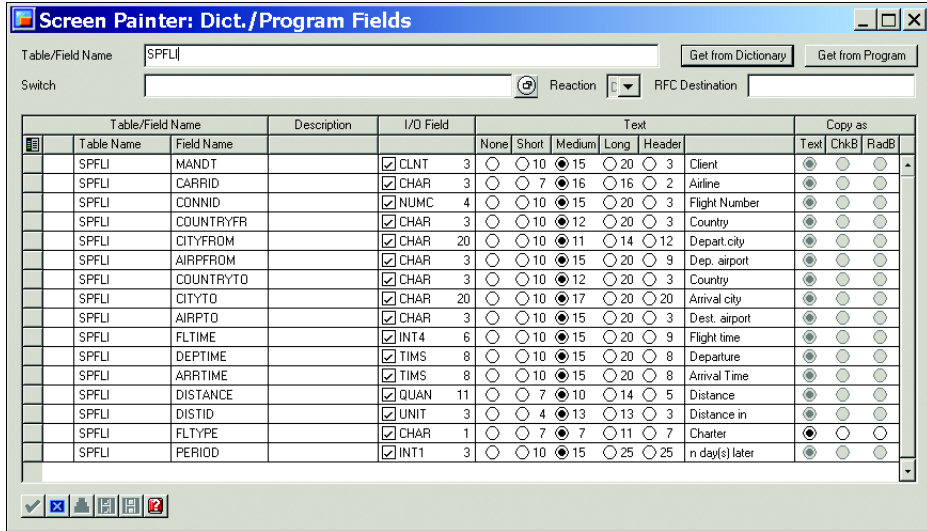 Screen Painter: Dict./Program Fields
Table/Field Name SPFLI Get from Dictionary Get from Program
Switch Reaction D RFC Destination
Table/Field Name Description I/O Field Text Copy as
Table Name Field Name None Short Medium Long Header Text ChkB RadB
SPFLI MANDT CLNT 3 10 15 20 3 Client
SPFLI CARRID CHAR 3 7 16 16 2 Airline
SPFLI CONNID NUMC 4 10 15 20 3 Flight Number
SPFLI COUNTRYFR CHAR 3 10 12 20 3 Country
SPFLI CITYFROM CHAR 20 10 11 14 12 Depart.city
SPFLI AIRPFROM CHAR 3 10 15 20 9 Dep. airport
SPFLI COUNTRYTO CHAR 3 10 12 20 3 Country
SPFLI CITYTO CHAR 20 10 17 20 20 Arrival city
SPFLI AIRPTO CHAR 3 10 15 20 3 Dest. airport
SPFLI FLTIME INT4 6 10 15 20 9 Flight time
SPFLI DEPTIME TIMS 8 10 15 20 8 Departure
SPFLI ARRTIME TIMS 8 10 15 20 8 Arrival Time
SPFLI DISTANCE QUAN 11 7 10 14 5 Distance
SPFLI DISTID UNIT 3 4 13 13 3 Distance in
SPFLI FLTYPE CHAR 1 7 7 11 7 Charter
SPFLI PERIOD INT1 3 10 15 25 25 n day(s) later